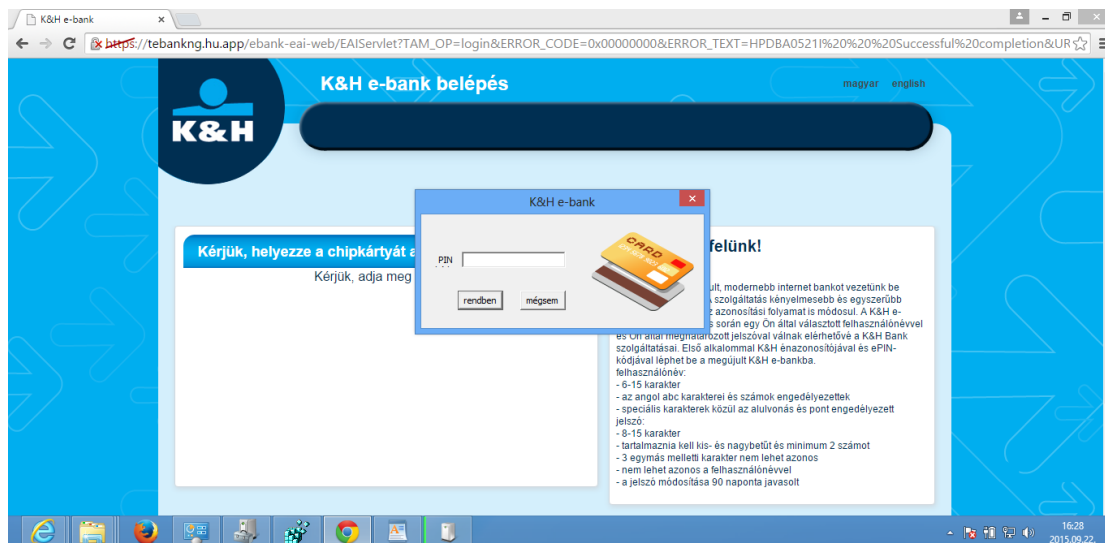 K&H e-bank
https://tebankng.hu.app/ebank-eai-web/EAIServlet?TAM_OP=login&ERROR_CODE=0x00000000&ERROR_TEXT=HPDBA0521I%20%20%20Successful%20completion&UR
K&H e-bank belépés
magyar english
K&H
K&H e-bank
Kérjük, helyezze a chipkártyát a
Kérjük, adja meg
PIN
rendben mégsem
CARD
felünk!
ult, modernebb internet bankot vezetünk be
szolgáltatás kényelmesebb és egyszerűbb
azonosítási folyamat is módosul. A K&H e-
s során egy Ön által választott felhasználónévvel
és Ön által meghatározott jelszóval válnak elérhetővé a K&H Bank
szolgáltatásai. Első alkalommal K&H énazonosítójával és ePIN-
kódjával léphet be a megújult K&H e-bankba.
felhasználónév:
- 6-15 karakter
- az angol abc karakterei és számok engedélyezettek
- speciális karakterek közül az alulvonás és pont engedélyezett
jelszó:
- 8-15 karakter
- tartalmaznia kell kis- és nagybetűt és minimum 2 számot
- 3 egymás melletti karakter nem lehet azonos
- nem lehet azonos a felhasználónévvel
- a jelszó módosítása 90 naponta javasolt
16:28
2015.09.22.